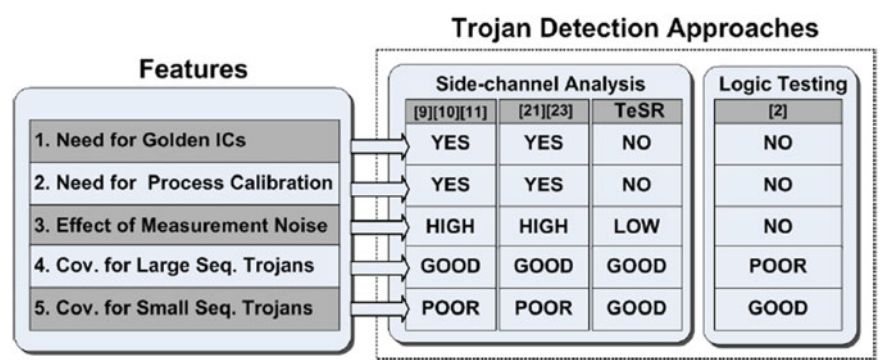 Trojan Detection Approaches
Features
Side-channel Analysis
Logic Testing
[9][10][11] [21][23] TeSR [2]
1. Need for Golden ICs YES YES NO NO
2. Need for Process Calibration YES YES NO NO
3. Effect of Measurement Noise HIGH HIGH LOW NO
4. Cov. for Large Seq. Trojans GOOD GOOD GOOD POOR
5. Cov. for Small Seq. Trojans POOR POOR GOOD GOOD